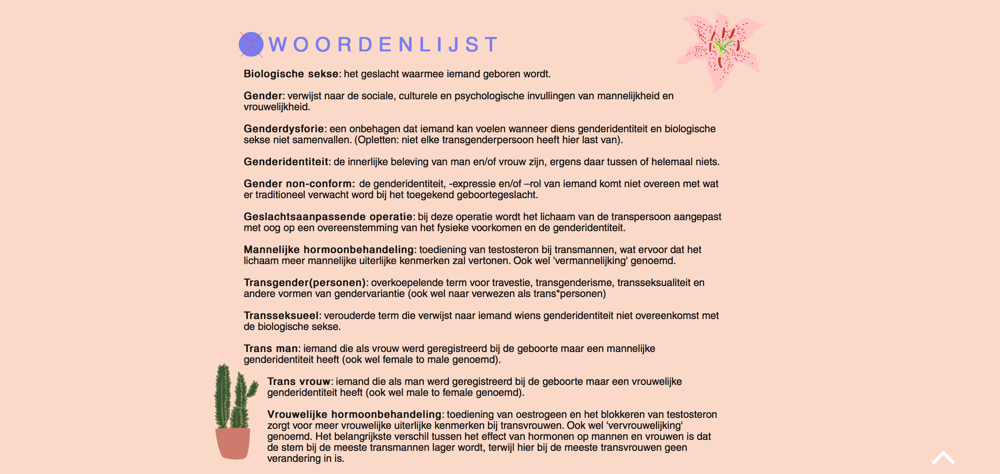 WOORDENLIJST
Biologische sekse: het geslacht waarmee iemand geboren wordt.
Gender: verwijst naar de sociale, culturele en psychologische invullingen van mannelijkheid en
vrouwelijkheid.
Genderdysforie: een onbehagen dat iemand kan voelen wanneer diens genderidentiteit en biologische
sekse niet samenvallen. (Opletten: niet elke transgenderpersoon heeft hier last van).
Genderidentiteit: de innerlijke beleving van man en/of vrouw zijn, ergens daar tussen of helemaal niets.
Gender non-conform: de genderidentiteit, -expressie en/of –rol van iemand komt niet overeen met wat
er traditioneel verwacht word bij het toegekend geboortegeslacht.
Geslachtsaanpassende operatie: bij deze operatie wordt het lichaam van de transpersoon aangepast
met oog op een overeenstemming van het fysieke voorkomen en de genderidentiteit.
Mannelijke hormoonbehandeling: toediening van testosteron bij transmannen, wat ervoor dat het
lichaam meer mannelijke uiterlijke kenmerken zal vertonen. Ook wel 'vermannelijking' genoemd.
Transgender(personen): overkoepelende term voor travestie, transgenderisme, transseksualiteit en
andere vormen van gendervariantie (ook wel naar verwezen als trans*personen)
Transseksueel: verouderde term die verwijst naar iemand wiens genderidentiteit niet overeenkomst met
de biologische sekse.
Trans man: iemand die als vrouw werd geregistreerd bij de geboorte maar een mannelijke
genderidentiteit heeft (ook wel female to male genoemd).
Trans vrouw: iemand die als man werd geregistreerd bij de geboorte maar een vrouwelijke
genderidentiteit heeft (ook wel male to female genoemd).
Vrouwelijke hormoonbehandeling: toediening van oestrogeen en het blokkeren van testosteron
zorgt voor meer vrouwelijke uiterlijke kenmerken bij transvrouwen. Ook wel 'vervrouwelijking'
genoemd. Het belangrijkste verschil tussen het effect van hormonen op mannen en vrouwen is dat
de stem bij de meeste transmannen lager wordt, terwijl hier bij de meeste transvrouwen geen
verandering in is.